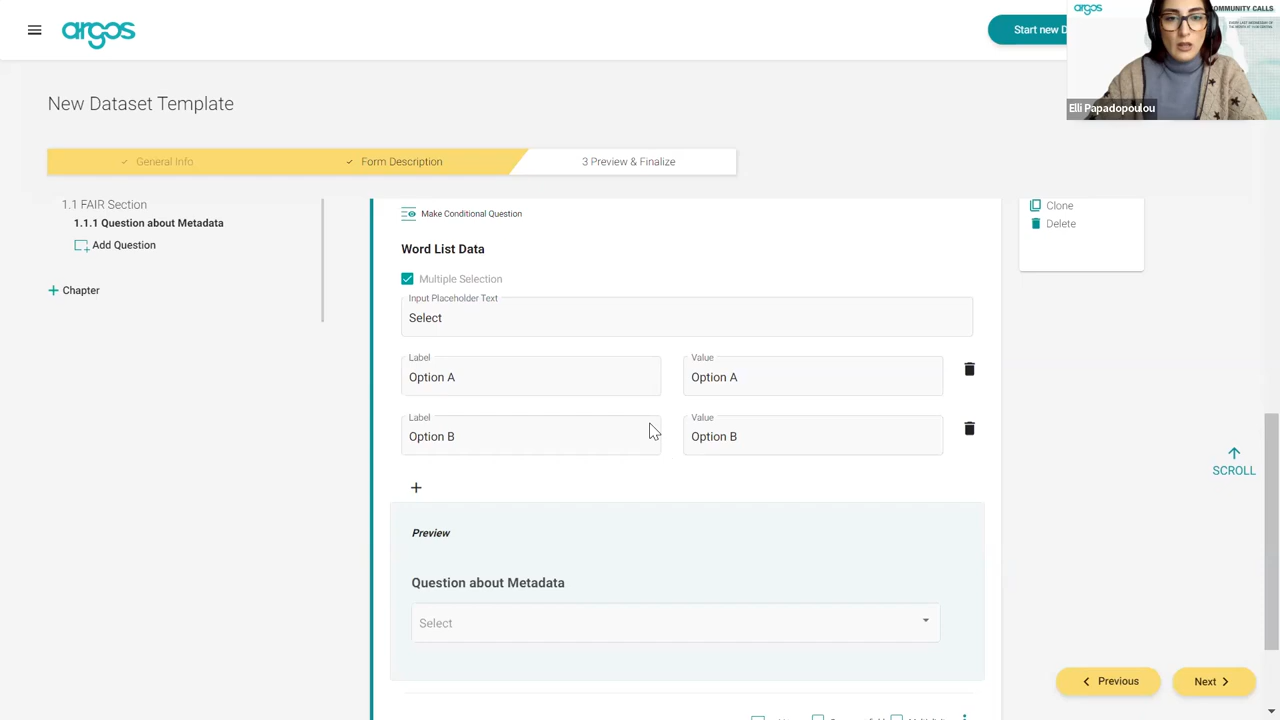 argos
Start new D
argos
COMMUNITY CALLS
Elli Papadopoulou
New Dataset Template
General Info
Form Description
3 Preview & Finalize
1.1 FAIR Section
1.1.1 Question about Metadata
Add Question
Chapter
Make Conditional Question
Clone
Delete
Word List Data
Multiple Selection
Input Placeholder Text
Select
Label
Value
Option A
Option A
Label
Value
Option B
Option B
+
Preview
Question about Metadata
Select
SCROLL
Previous
Next